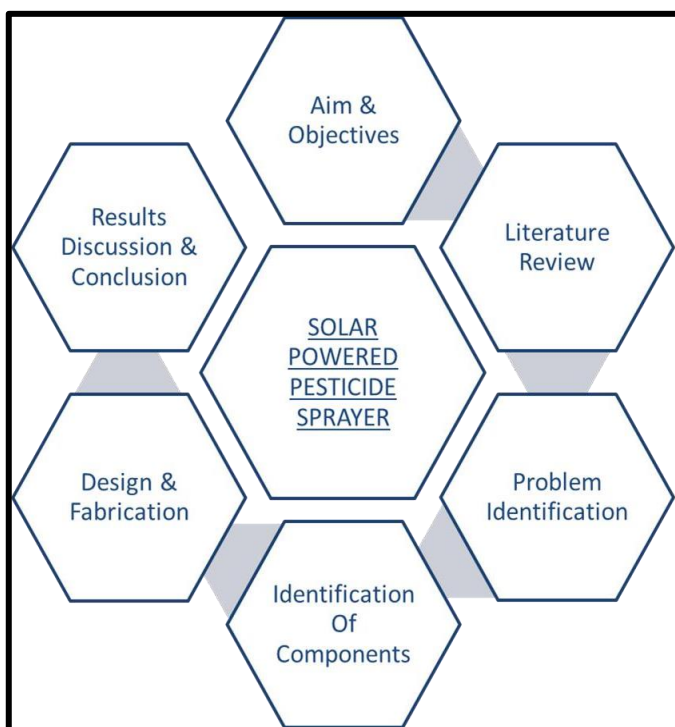 Aim &
Objectives
Literature
Review
Problem
Identification
Identification
Of
Components
Design &
Fabrication
Results
Discussion &
Conclusion
SOLAR
POWERED
PESTICIDE
SPRAYER